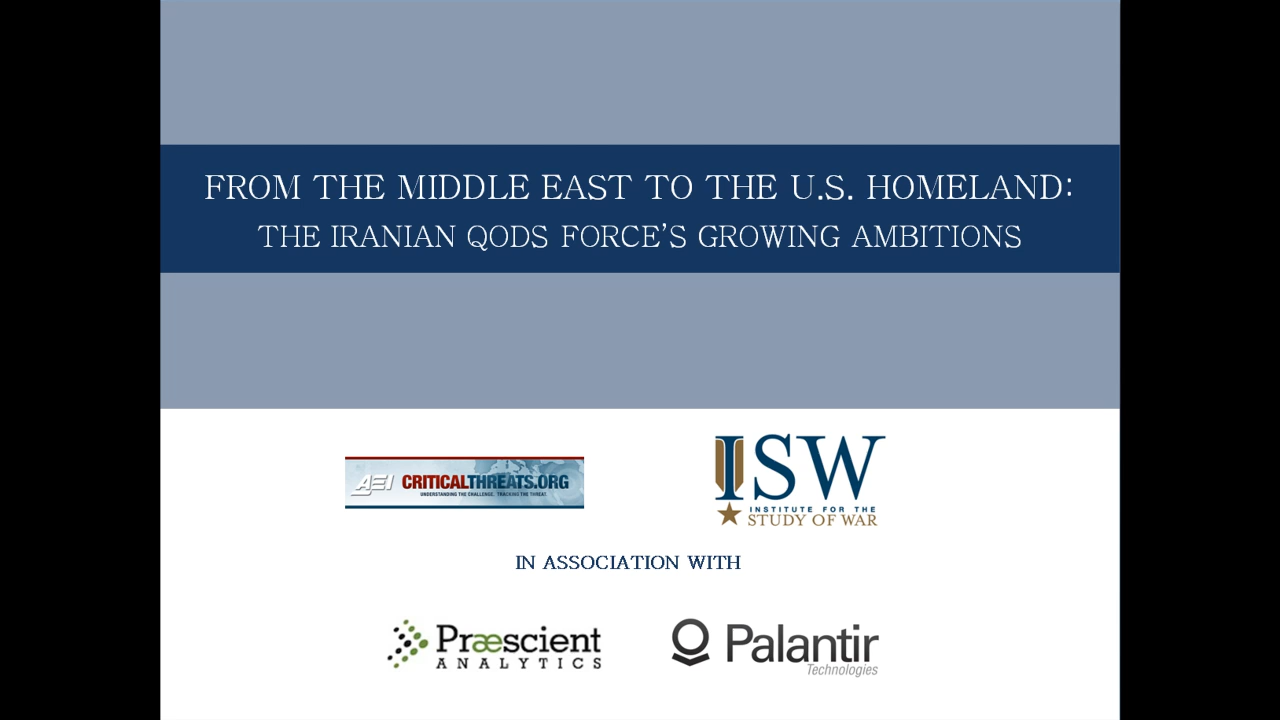 FROM THE MIDDLE EAST TO THE U.S. HOMELAND:
THE IRANIAN QODS FORCE'S GROWING AMBITIONS
AEI CRITICALTHREATS.ORG
UNDERSTANDING THE CHALLENGE. TRACKING THE THREAT.
ISW
INSTITUTE FOR THE
STUDY OF WAR
IN ASSOCIATION WITH
Præscient
ANALYTICS
Palantir
Technologies